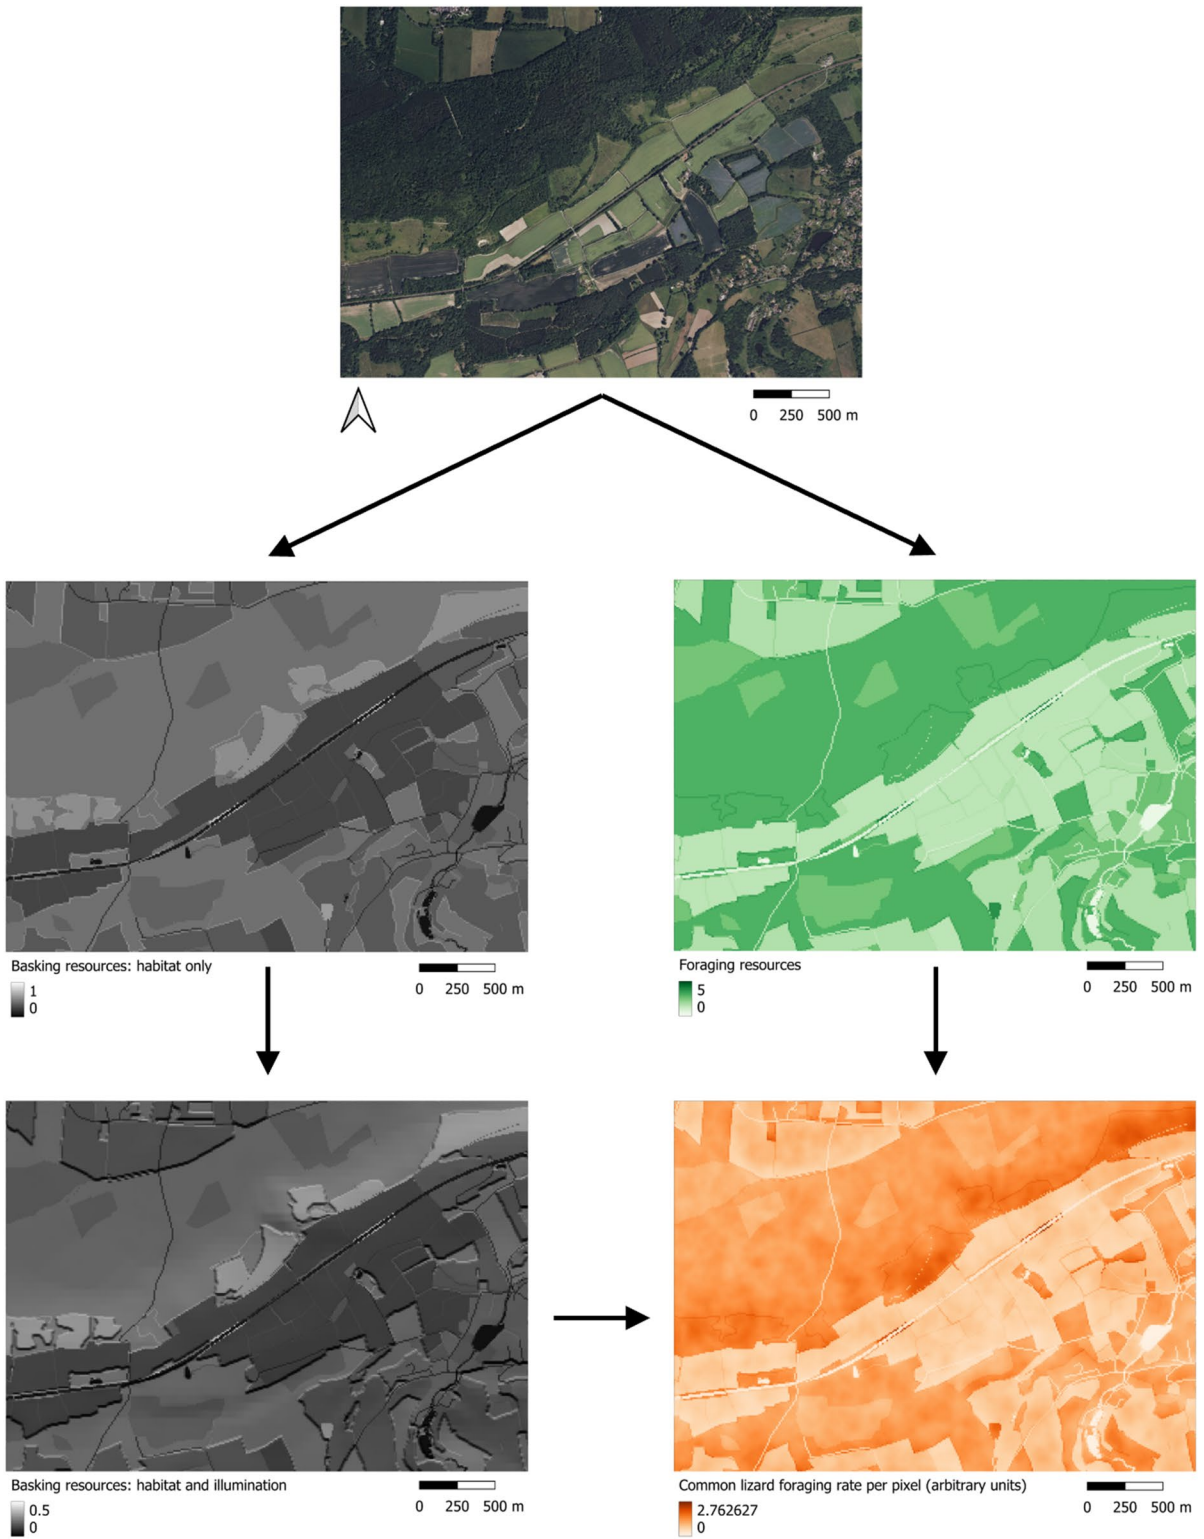 0 250 500 m
Basking resources: habitat only
1
0
0 250 500 m
Foraging resources
5
0
0 250 500 m
Basking resources: habitat and illumination
0.5
0
0 250 500 m
Common lizard foraging rate per pixel (arbitrary units)
2.762627
0
0 250 500 m